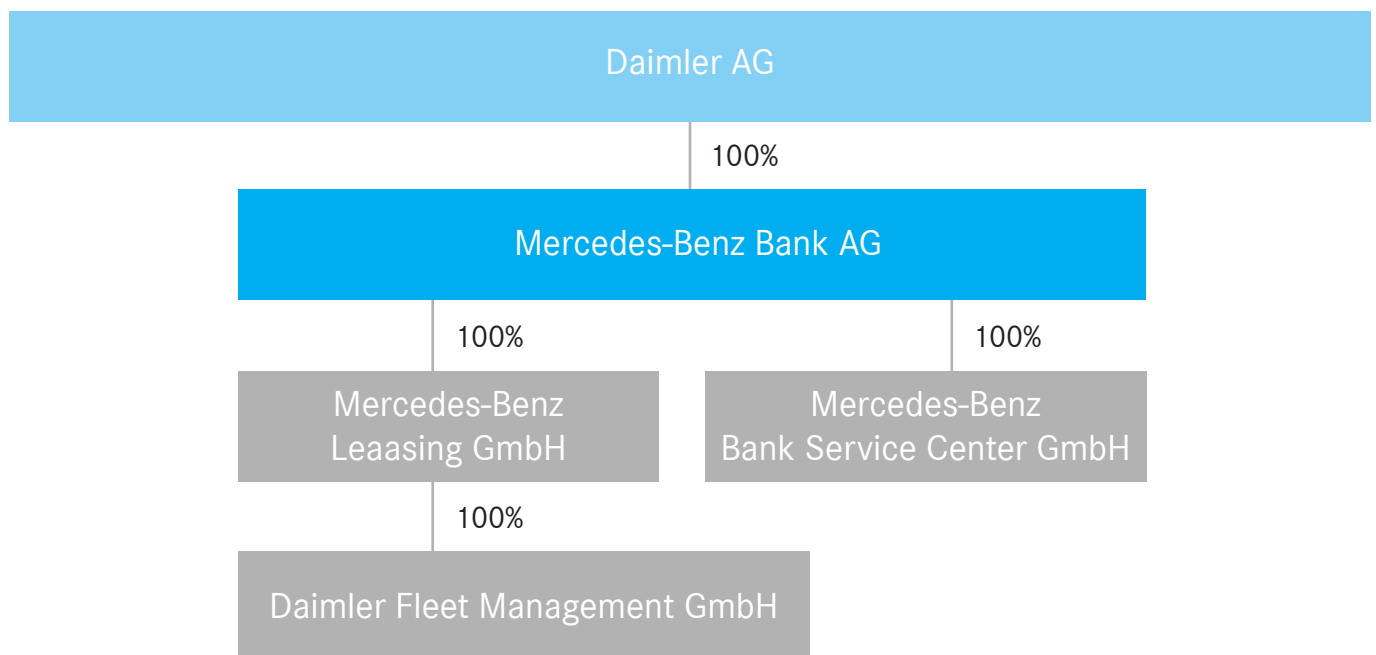 Daimler AG
100%
Mercedes-Benz Bank AG
100%
100%
Mercedes-Benz
Leaasing GmbH
Mercedes-Benz
Bank Service Center GmbH
100%
Daimler Fleet Management GmbH